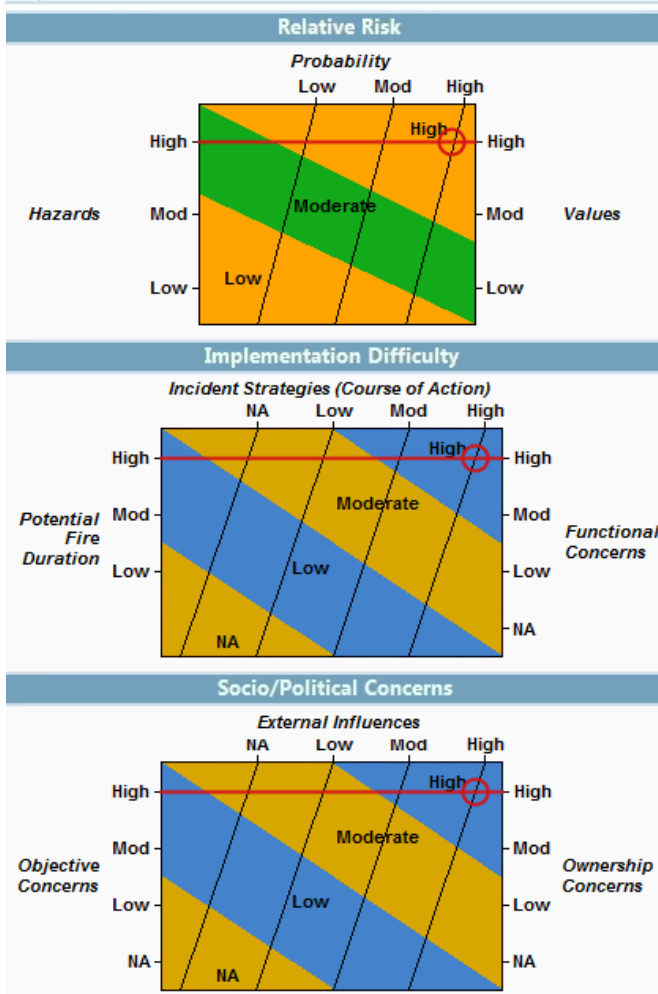 Relative Risk
Probability
Low Mod High
High High High
Hazards Mod Moderate Mod Values
Low Low Low
Implementation Difficulty
Incident Strategies (Course of Action)
NA Low Mod High
High High High
Potential Fire Duration Mod Moderate Mod Functional Concerns
Low Low Low
NA NA
Socio/Political Concerns
External Influences
NA Low Mod High
High High High
Objective Concerns Mod Moderate Mod Ownership Concerns
Low Low Low
NA NA NA